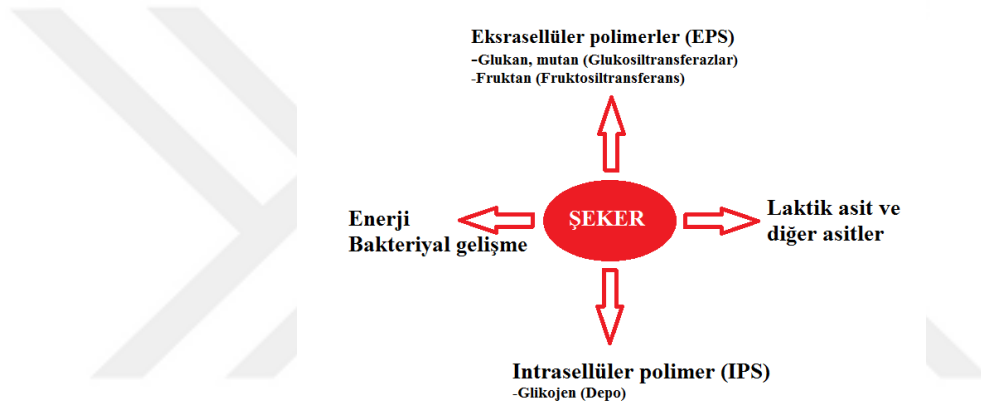 Eksrasellüler polimerler (EPS)
-Glukan, mutan (Glukosiltransferazlar)
-Fruktan (Fruktosiltransferans)
Enerji
Bakteriyal gelişme
ŞEKER
Laktik asit ve
diğer asitler
Intrasellüler polimer (IPS)
-Glikojen (Depo)